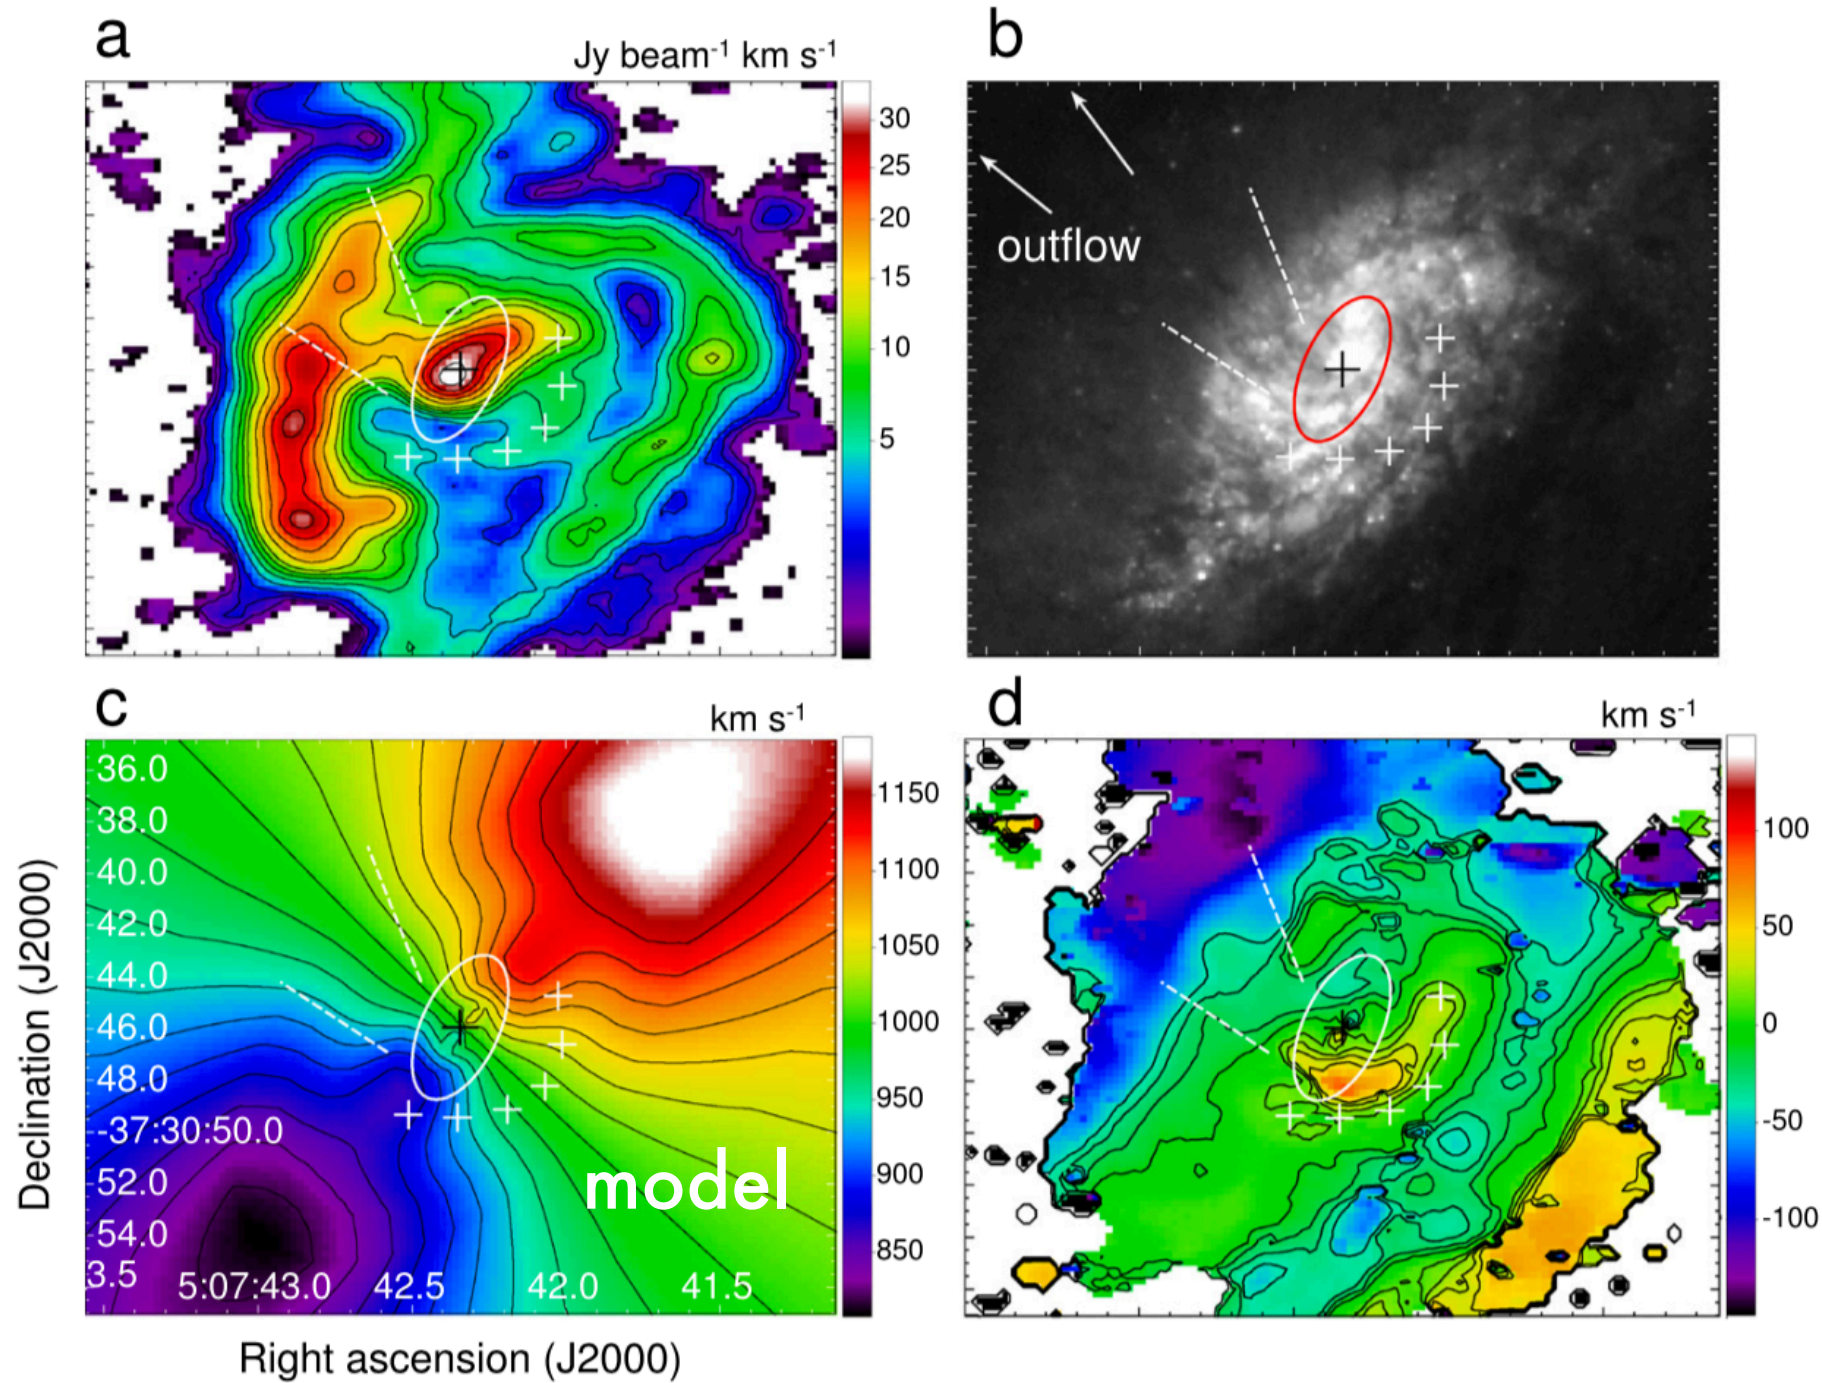 a
Jy beam-1 km s-1
30
25
20
15
10
5
b
outflow
c
km s-1
1150
1100
1050
1000
950
900
850
36.0
38.0
40.0
42.0
44.0
46.0
48.0
-37:30:50.0
52.0
54.0
3.5 5:07:43.0 42.5 42.0 41.5
model
Declination (J2000)
Right ascension (J2000)
d
km s-1
100
50
0
-50
-100